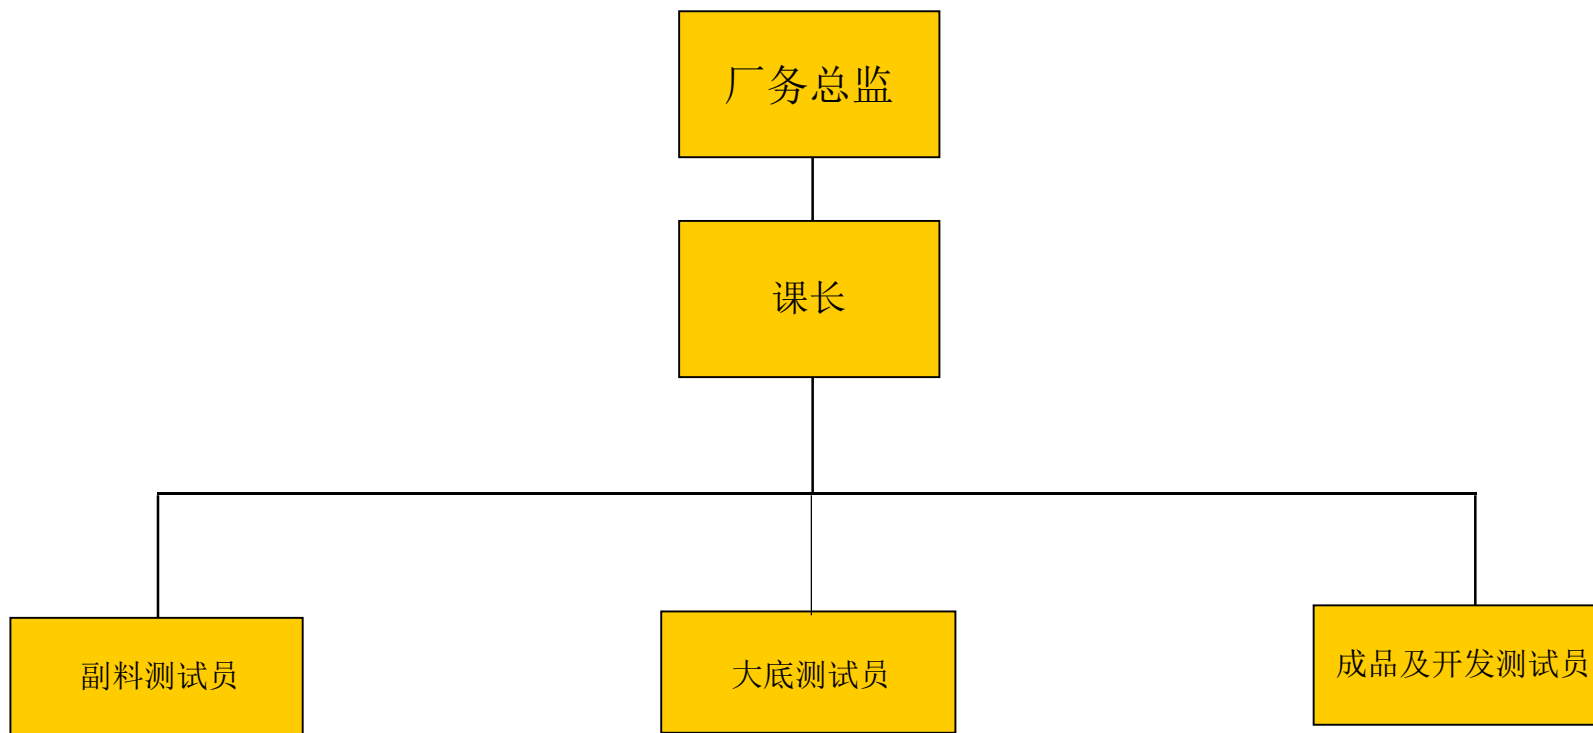 厂务总监
课长
副料测试员
大底测试员
成品及开发测试员